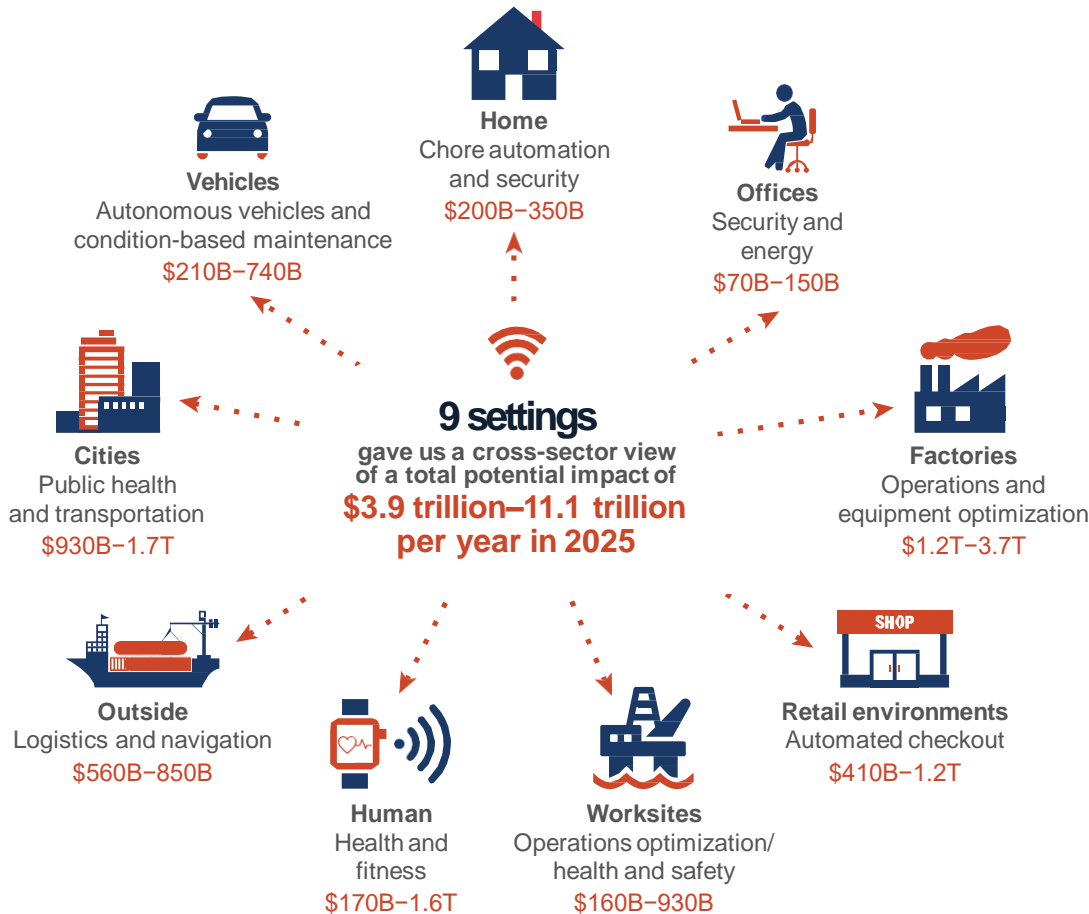 Home
Chore automation
and security
$200B–350B
Vehicles
Autonomous vehicles and
condition-based maintenance
$210B–740B
Offices
Security and
energy
$70B–150B
9 settings
gave us a cross-sector view
of a total potential impact of
$3.9 trillion–11.1 trillion
per year in 2025
Cities
Public health
and transportation
$930B–1.7T
Factories
Operations and
equipment optimization
$1.2T–3.7T
Outside
Logistics and navigation
$560B–850B
SHOP
Retail environments
Automated checkout
$410B–1.2T
Human
Health and
fitness
$170B–1.6T
Worksites
Operations optimization/
health and safety
$160B–930B